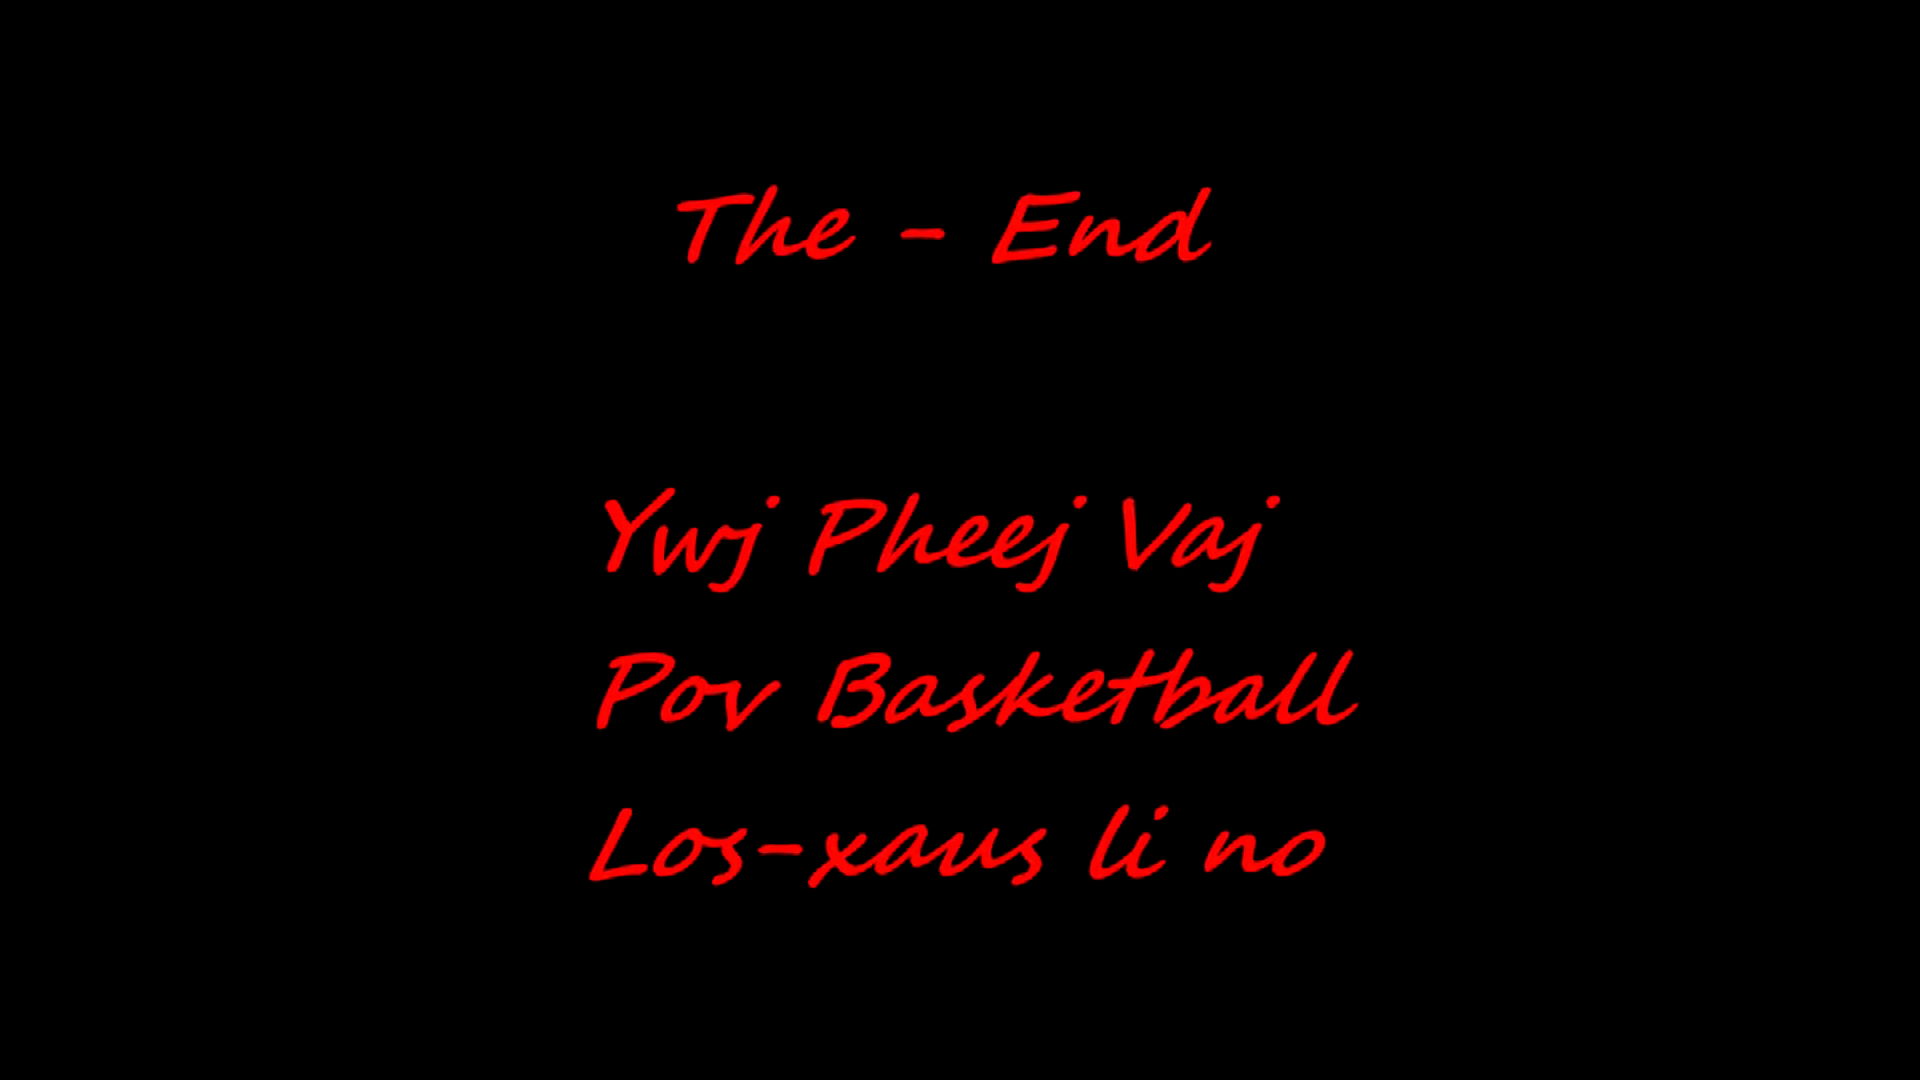 The - End
Ywj Pheej Vaj
Pov Basketball
Los-xaus li no